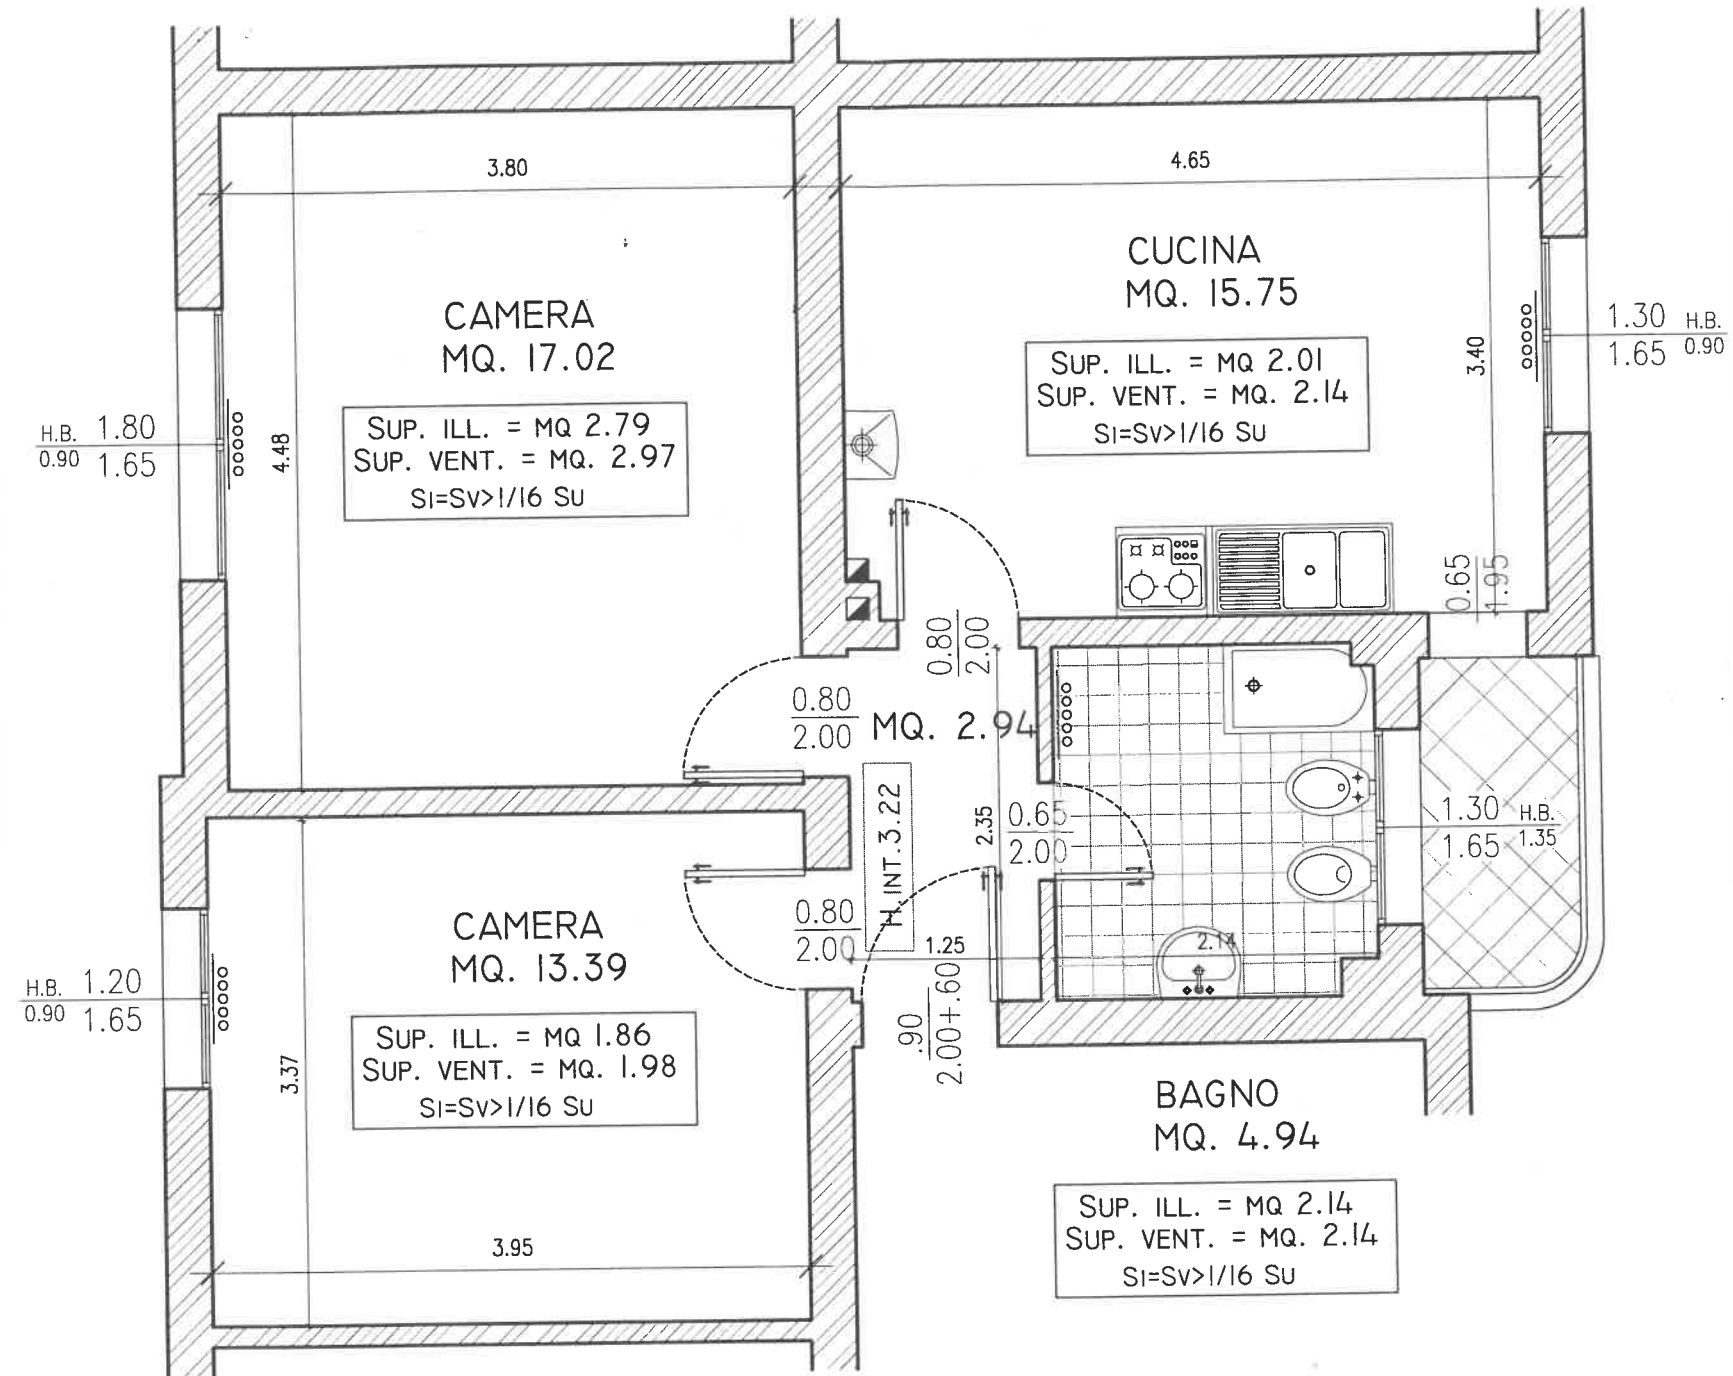 3.80
4.65
CUCINA
MQ. 15.75
CAMERA
MQ. 17.02
1.30 H.B.
1.65 0.90
3.40
SUP. ILL. = MQ 2.01
SUP. VENT. = MQ. 2.14
SI=SV>1/16 SU
H.B. 1.80
0.90 1.65
4.48
SUP. ILL. = MQ 2.79
SUP. VENT. = MQ. 2.97
SI=SV>1/16 SU
0.65
1.95
0.80
2.00
0.80
2.00
MQ. 2.94
H. INT.3.22
2.35
0.65
2.00
1.30 H.B.
1.65 1.35
0.80
2.00
1.25
2.14
.90
2.00+.60
CAMERA
MQ. 13.39
H.B. 1.20
0.90 1.65
SUP. ILL. = MQ 1.86
SUP. VENT. = MQ. 1.98
SI=SV>1/16 SU
3.37
3.95
BAGNO
MQ. 4.94
SUP. ILL. = MQ 2.14
SUP. VENT. = MQ. 2.14
SI=SV>1/16 SU